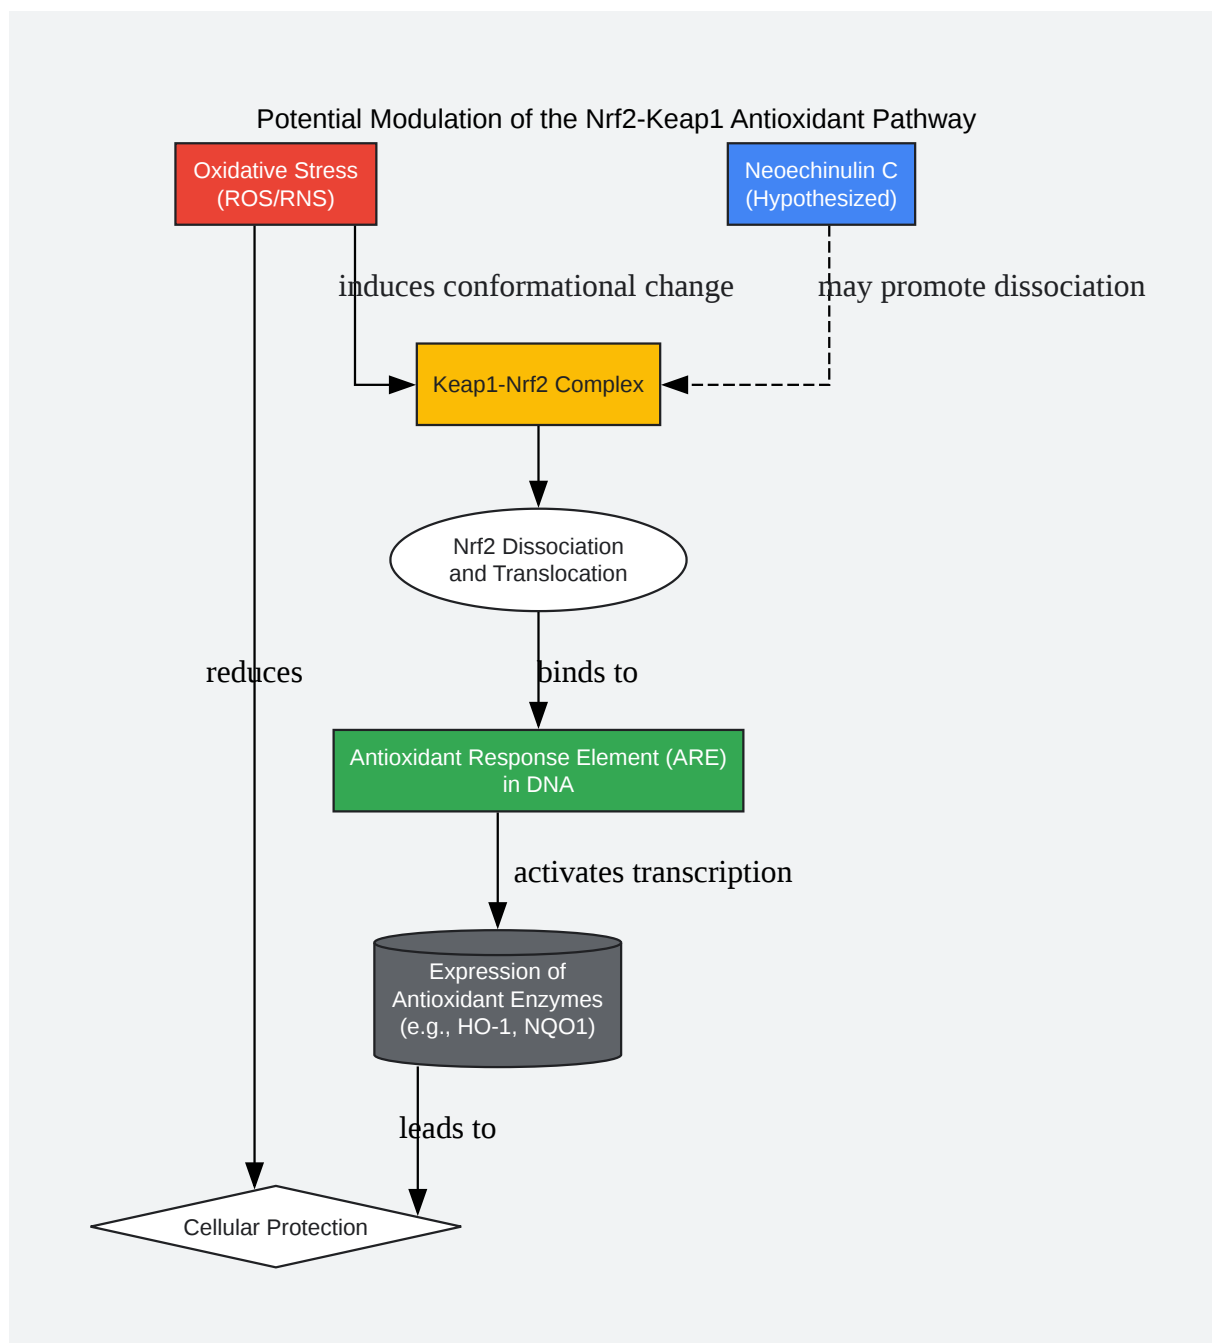 Potential Modulation of the Nrf2-Keap1 Antioxidant Pathway
Oxidative Stress
(ROS/RNS)
Neoechinulin C
(Hypothesized)
induces conformational change
may promote dissociation
Keap1-Nrf2 Complex
Nrf2 Dissociation
and Translocation
reduces
binds to
Antioxidant Response Element (ARE)
in DNA
activates transcription
Expression of
Antioxidant Enzymes
(e.g., HO-1, NQO1)
leads to
Cellular Protection